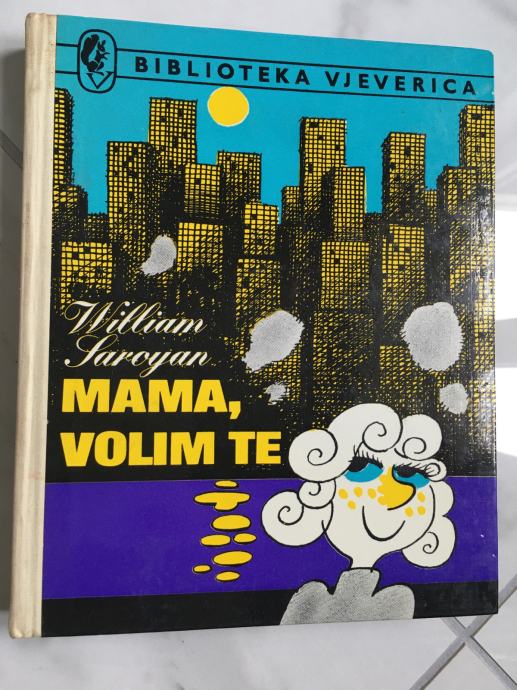 BIBLIOTEKA VJEVERICA
William
Saroyan
MAMA,
VOLIM TE